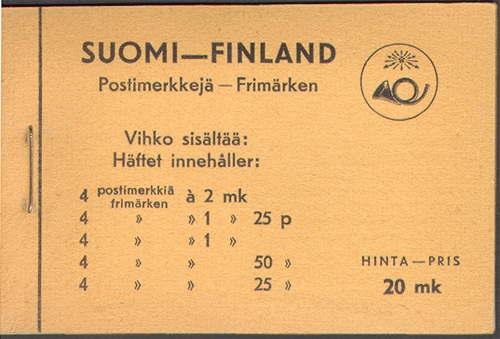 SUOMI—FINLAND
Postimerkkejä — Frimärken
Vihko sisältää:
Häftet innehåller:
4 postimerkkiä frimärken à 2 mk
4 » » 1 » 25 p
4 » » 1 »
4 » 50 »
4 » 25 »
HINTA—PRIS
20 mk